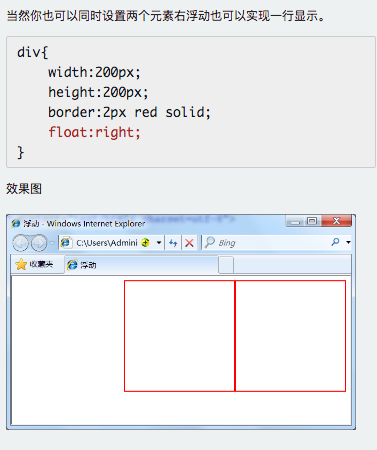 当然你也可以同时设置两个元素右浮动也可以实现一行显示。
div{
width:200px;
height:200px;
border:2px red solid;
float:right;
}
效果图
浮动 - Windows Internet Explorer
C:\Users\Admini
Bing
收藏夹
浮动